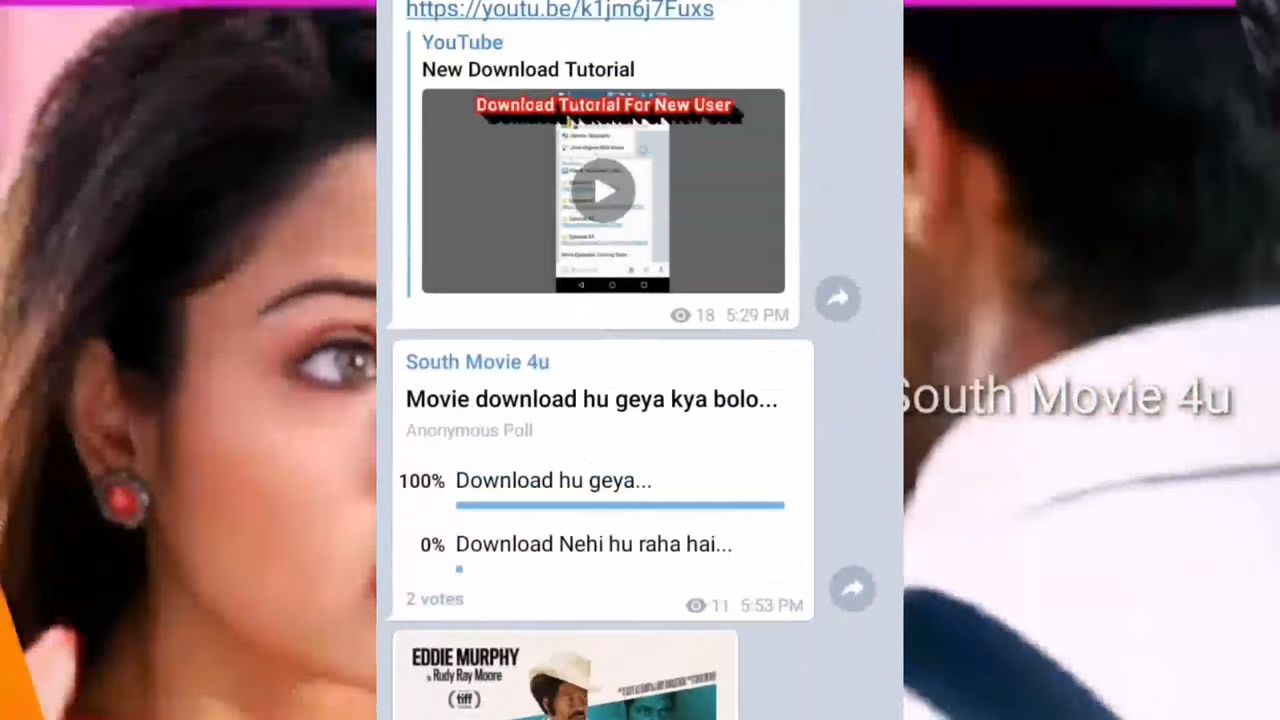 https://youtu.be/k1jm6j7Fuxs
YouTube
New Download Tutorial
Download Tutorial For New User
18 5:29 PM
South Movie 4u
Movie download hu geya kya bolo...
Anonymous Poll
100% Download hu geya...
0% Download Nehi hu raha hai...
2 votes
11 5:53 PM
EDDIE MURPHY
is Rudy Ray Moore
tiff
South Movie 4u